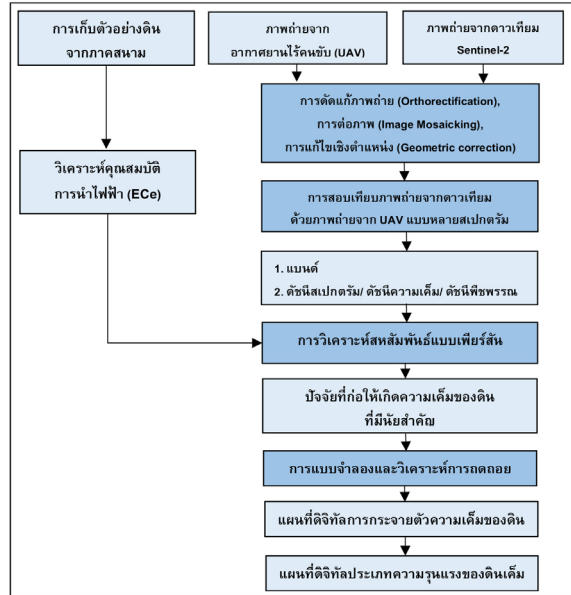 การเก็บตัวอย่างดิน
จากภาคสนาม
ภาพถ่ายจาก
อากาศยานไร้คนขับ (UAV)
ภาพถ่ายจากดาวเทียม
Sentinel-2
การดัดแก้ภาพถ่าย (Orthorectification),
การต่อภาพ (Image Mosaicking),
การแก้ไขเชิงตำแหน่ง (Geometric correction)
วิเคราะห์คุณสมบัติ
การนำไฟฟ้า (ECe)
การสอบเทียบภาพถ่ายจากดาวเทียม
ด้วยภาพถ่ายจาก UAV แบบหลายสเปกตรัม
1. แบนด์
2. ดัชนีสเปกตรัม/ ดัชนีความเค็ม/ ดัชนีพืชพรรณ
การวิเคราะห์สหสัมพันธ์แบบเพียร์สัน
ปัจจัยที่ก่อให้เกิดความเค็มของดิน
ที่มีนัยสำคัญ
การแบบจำลองและวิเคราะห์การถดถอย
แผนที่ดิจิทัลการกระจายตัวความเค็มของดิน
แผนที่ดิจิทัลประเภทความรุนแรงของดินเค็ม